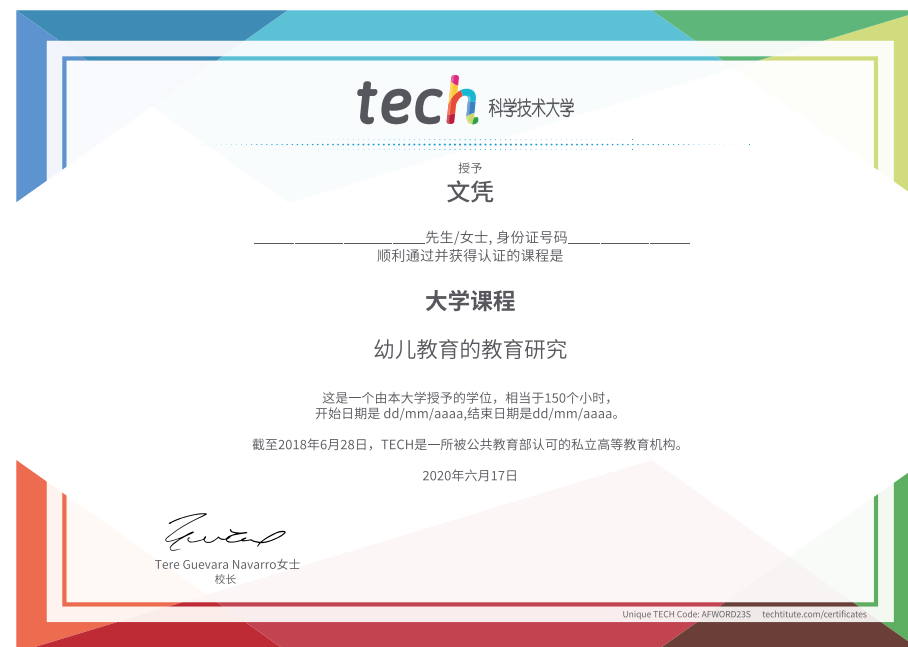 tech 科学技术大学
授予
文凭
先生/女士, 身份证号码
顺利通过并获得认证的课程是
大学课程
幼儿教育的教育研究
这是一个由本大学授予的学位，相当于150个小时，
开始日期是 dd/mm/aaaa,结束日期是dd/mm/aaaa。
截至2018年6月28日，TECH是一所被公共教育部认可的私立高等教育机构。
2020年六月17日
Tere Guevara Navarro女士
校长
Unique TECH Code: AFWORD23S techtitute.com/certificates